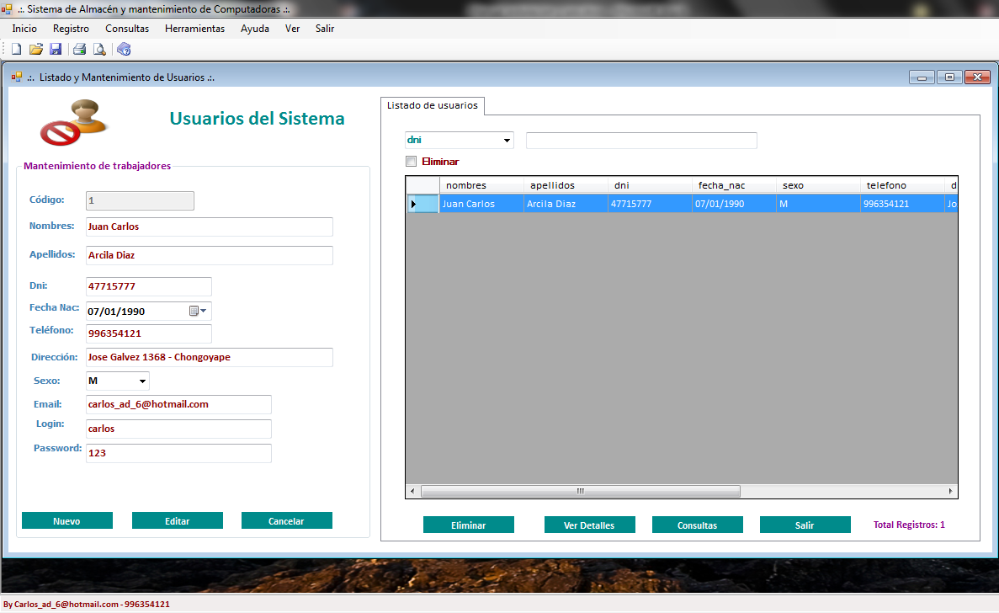 .:. Sistema de Almacén y mantenimiento de Computadoras .:.
Inicio Registro Consultas Herramientas Ayuda Ver Salir
.:. Listado y Mantenimiento de Usuarios .:.
Usuarios del Sistema
Mantenimiento de trabajadores
Código: 1
Nombres: Juan Carlos
Apellidos: Arcila Diaz
Dni: 47715777
Fecha Nac: 07/01/1990
Teléfono: 996354121
Dirección: Jose Galvez 1368 - Chongoyape
Sexo: M
Email: carlos_ad_6@hotmail.com
Login: carlos
Password: 123
Nuevo Editar Cancelar
Listado de usuarios
dni
Eliminar
nombres apellidos dni fecha_nac sexo telefono d
Juan Carlos Arcila Diaz 47715777 07/01/1990 M 996354121 Jo
Eliminar Ver Detalles Consultas Salir Total Registros: 1
By Carlos_ad_6@hotmail.com - 996354121